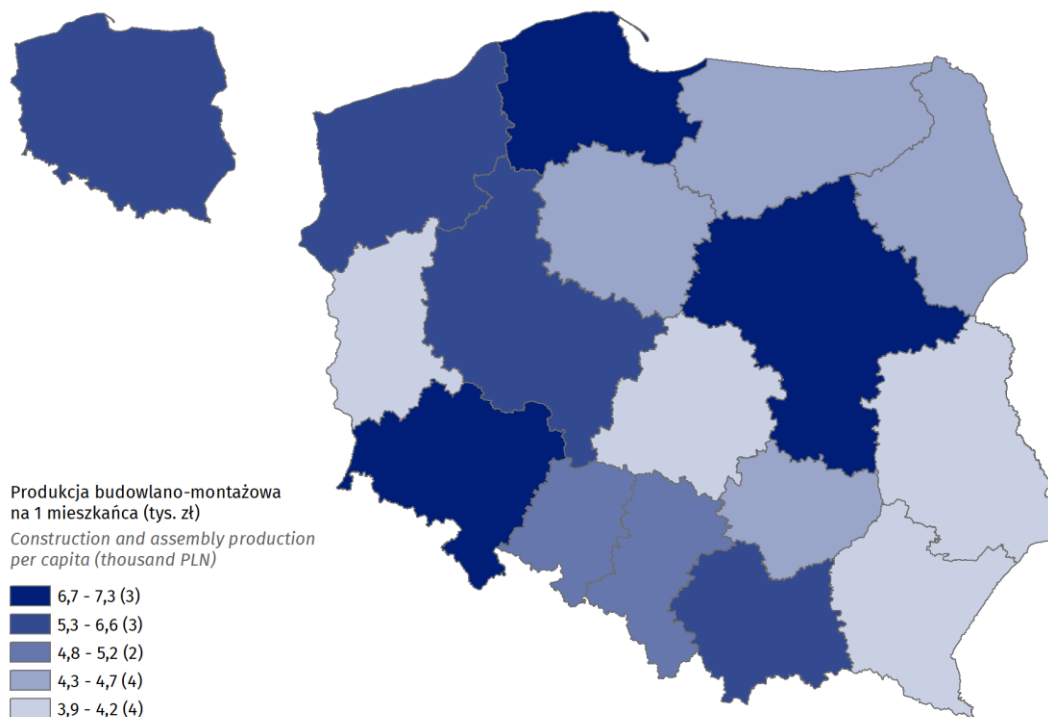 Produkcja budowlano-montażowa
na 1 mieszkańca (tys. zł)
Construction and assembly production
per capita (thousand PLN)
6,7 - 7,3 (3)
5,3 - 6,6 (3)
4,8 - 5,2 (2)
4,3 - 4,7 (4)
3,9 - 4,2 (4)